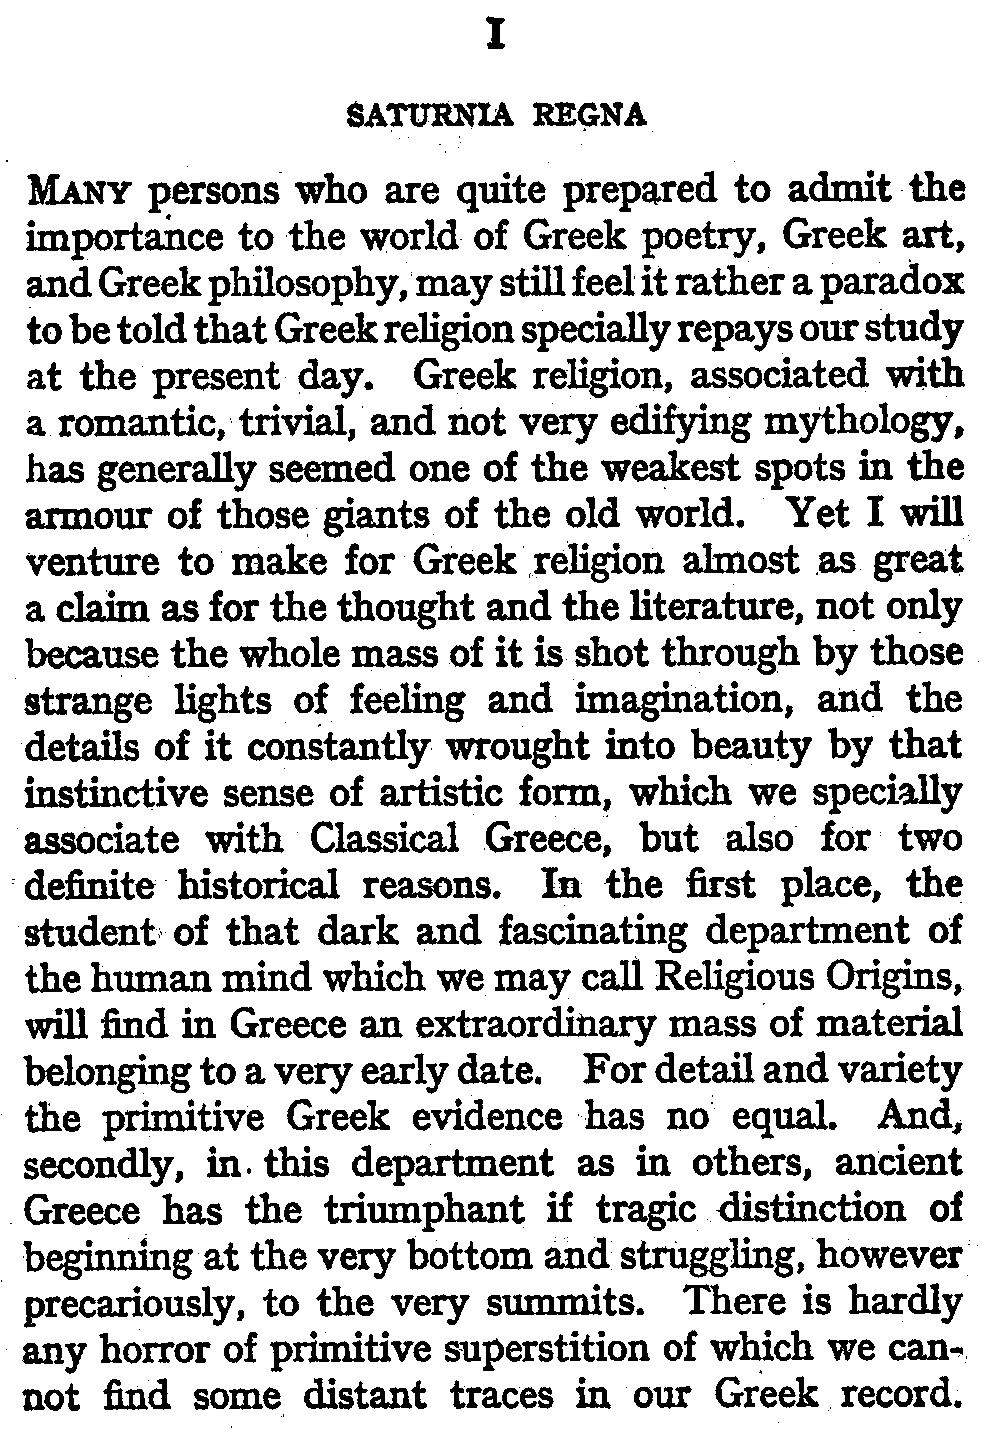 I
SATURNIA REGNA
MANY persons who are quite prepared to admit the
importance to the world of Greek poetry, Greek art,
and Greek philosophy, may still feel it rather a paradox
to be told that Greek religion specially repays our study
at the present day. Greek religion, associated with
a romantic, trivial, and not very edifying mythology,
has generally seemed one of the weakest spots in the
armour of those giants of the old world. Yet I will
venture to make for Greek religion almost as great
a claim as for the thought and the literature, not only
because the whole mass of it is shot through by those
strange lights of feeling and imagination, and the
details of it constantly wrought into beauty by that
instinctive sense of artistic form, which we specially
associate with Classical Greece, but also for two
definite historical reasons. In the first place, the
student of that dark and fascinating department of
the human mind which we may call Religious Origins,
will find in Greece an extraordinary mass of material
belonging to a very early date. For detail and variety
the primitive Greek evidence has no equal. And,
secondly, in this department as in others, ancient
Greece has the triumphant if tragic distinction of
beginning at the very bottom and struggling, however
precariously, to the very summits. There is hardly
any horror of primitive superstition of which we can-
not find some distant traces in our Greek record.